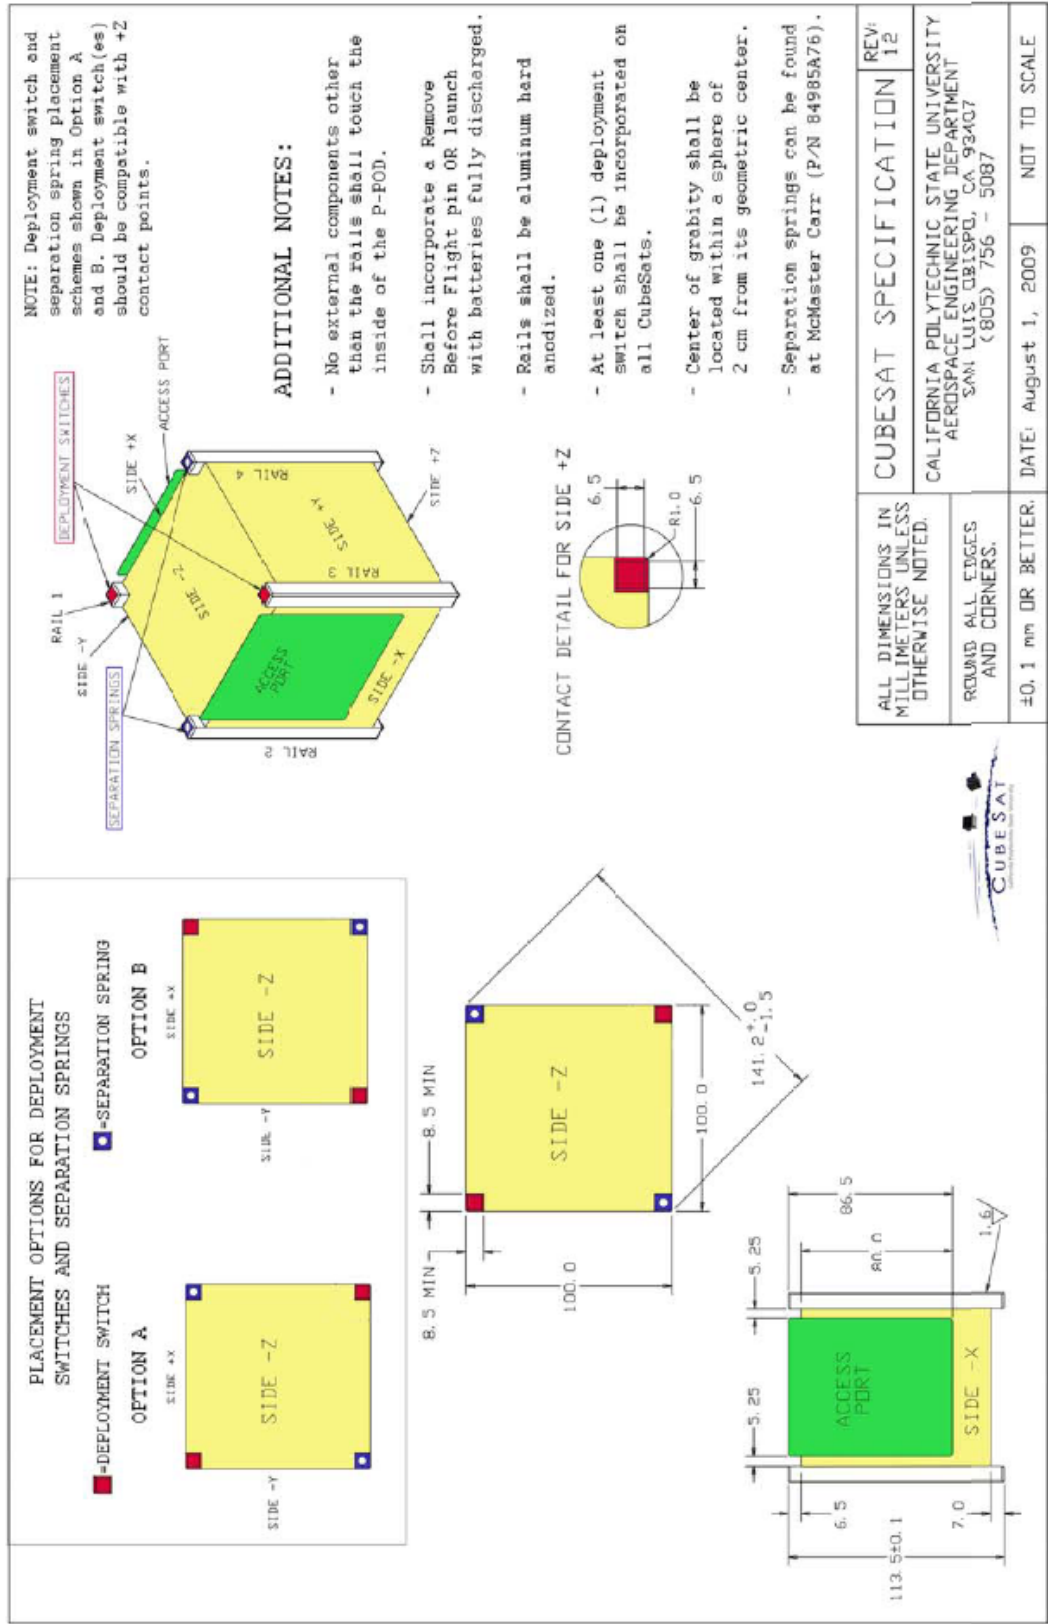 PLACEMENT OPTIONS FOR DEPLOYMENT
SWITCHES AND SEPARATION SPRINGS
=DEPLOYMENT SWITCH
=SEPARATION SPRING
OPTION A
OPTION B
SIDE +X
SIDE -Y
SIDE -Z
SIDE +X
SIDE -Y
SIDE -Z
8.5 MIN
8.5 MIN
100.0
SIDE -Z
100.0
141.2 +.0
-1.5
5.25
5.25
6.5
113.5±0.1
7.0
ACCESS
PORT
SIDE -X
80.0
86.5
1.6
SEPARATION SPRINGS
DEPLOYMENT SWITCHES
SIDE -Y
RAIL 1
SIDE +X
ACCESS PORT
SIDE -Z
RAIL 2
ACCESS
PORT
SIDE -X
RAIL 3
SIDE +Y
RAIL 4
SIDE +Z
NOTE: Deployment switch and
separation spring placement
schemes shown in Option A
and B. Deployment switch(es)
should be compatible with +Z
contact points.
ADDITIONAL NOTES:
- No external components other
than the rails shall touch the
inside of the P-POD.
- Shall incorporate a Remove
Before Flight pin OR launch
with batteries fully discharged.
- Rails shall be aluminum hard
anodized.
- At least one (1) deployment
switch shall be incorporated on
all CubeSats.
- Center of grabity shall be
located within a sphere of
2 cm from its geometric center.
- Separation springs can be found
at McMaster Carr (P/N 84985A76).
CONTACT DETAIL FOR SIDE +Z
6.5
R1.0
6.5
CUBESAT
ALL DIMENSIONS IN
MILLIMETERS UNLESS
OTHERWISE NOTED.
CUBESAT SPECIFICATION
REV:
12
ROUND ALL EDGES
AND CORNERS.
CALIFORNIA POLYTECHNIC STATE UNIVERSITY
AEROSPACE ENGINEERING DEPARTMENT
SAN LUIS OBISPO, CA 93407
(805) 756 - 5087
±0.1 mm OR BETTER.
DATE: August 1, 2009
NOT TO SCALE